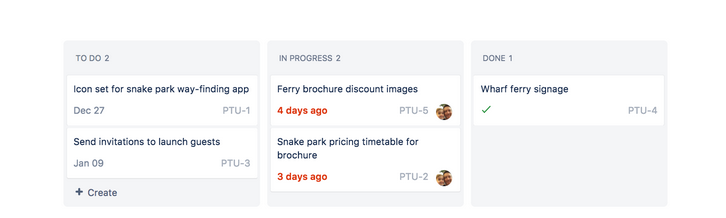 TO DO 2
Icon set for snake park way-finding app
Dec 27 PTU-1
Send invitations to launch guests
Jan 09 PTU-3
+ Create
IN PROGRESS 2
Ferry brochure discount images
4 days ago PTU-5
Snake park pricing timetable for
brochure
3 days ago PTU-2
DONE 1
Wharf ferry signage
PTU-4